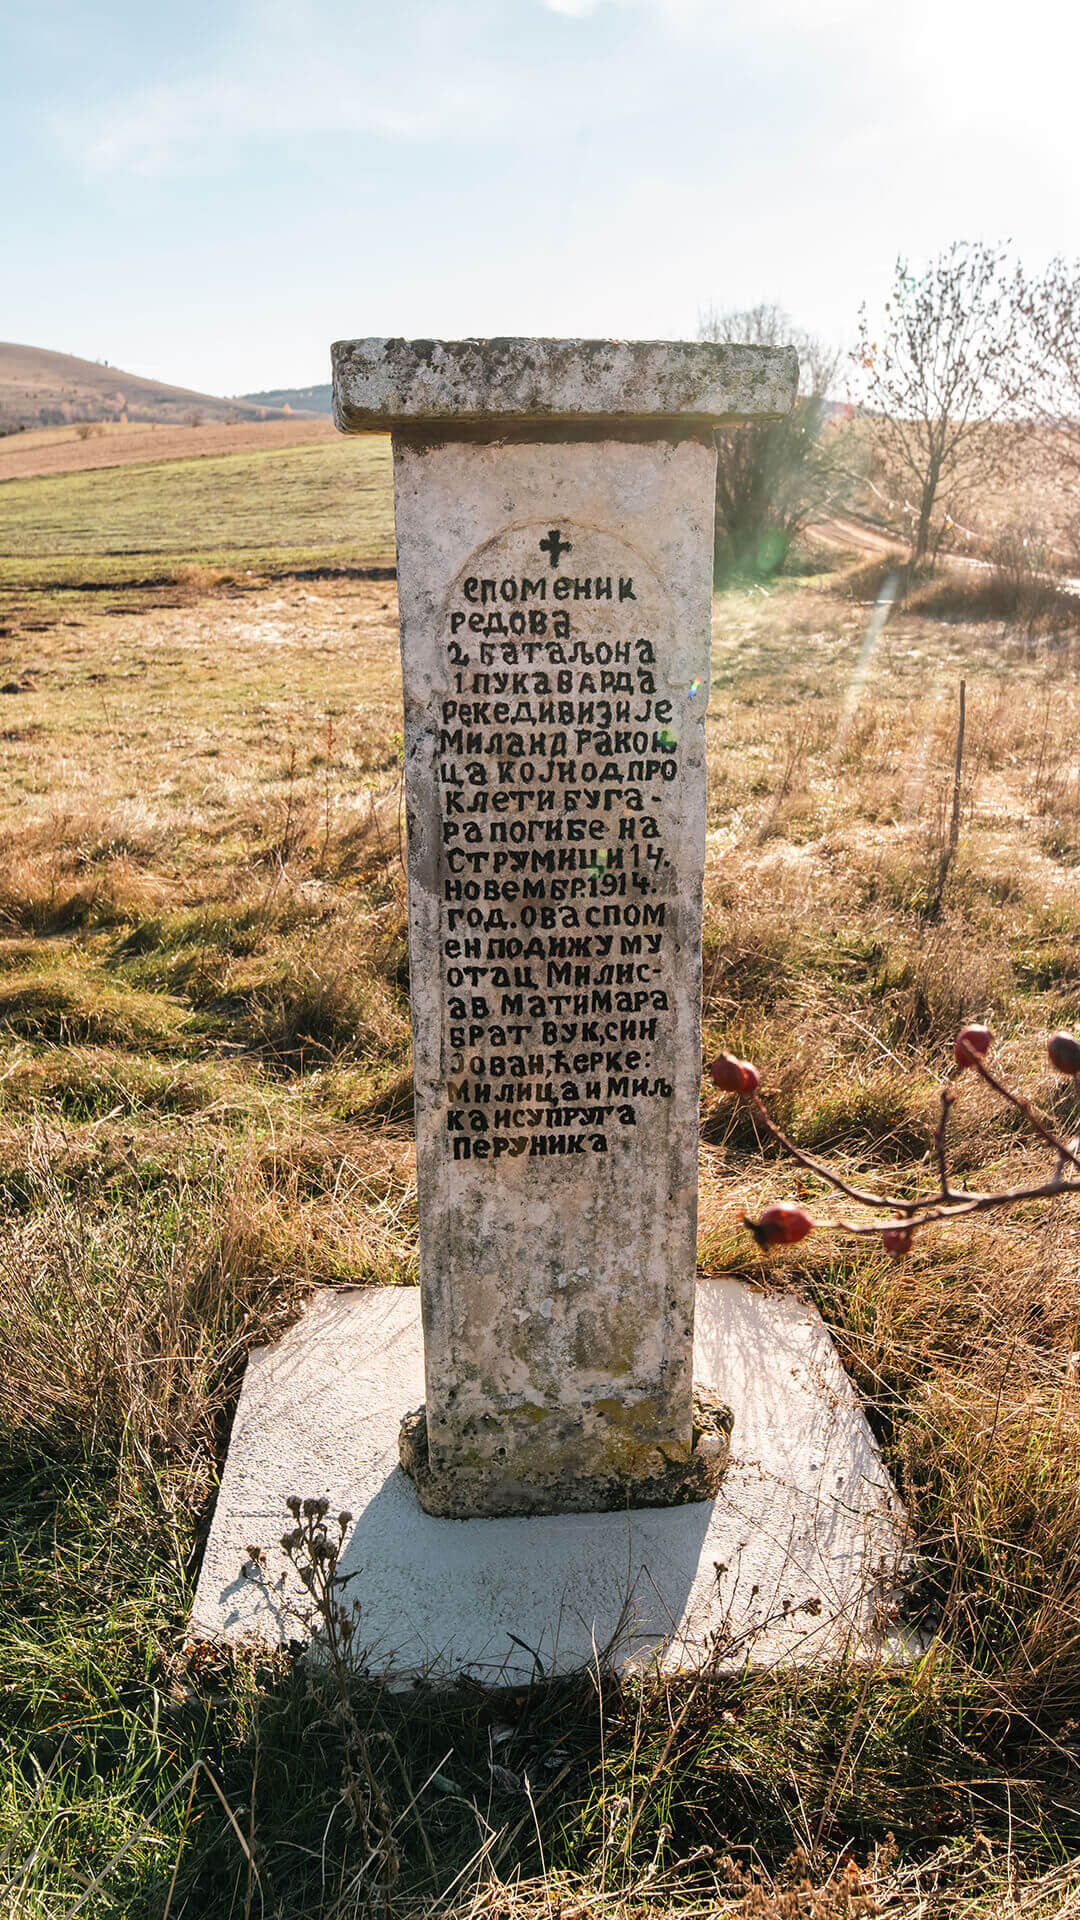 СПОМЕНИК
РЕДОВА
2 БАТАЉОНА
1 ПУКА ВАРДА
РЕКЕ ДИВИЗИЈЕ
МИЛАНД РАКОЊ
ЦА КОЈИ ОД ПРО
КЛЕТИ БУГА-
РА ПОГИБЕ НА
СТРУМИЦИ 14.
НОВЕМБР. 1914.
ГОД. ОВА СПОМ
ЕН ПОДИЖУ МУ
ОТАЦ МИЛИС-
АВ МАТИ МАРА
БРАТ ВУК, СИН
ЈОВАН, ЋЕРКЕ:
МИЛИЦА И МИЉ
КА И СУПРУГА
ПЕРУНИКА